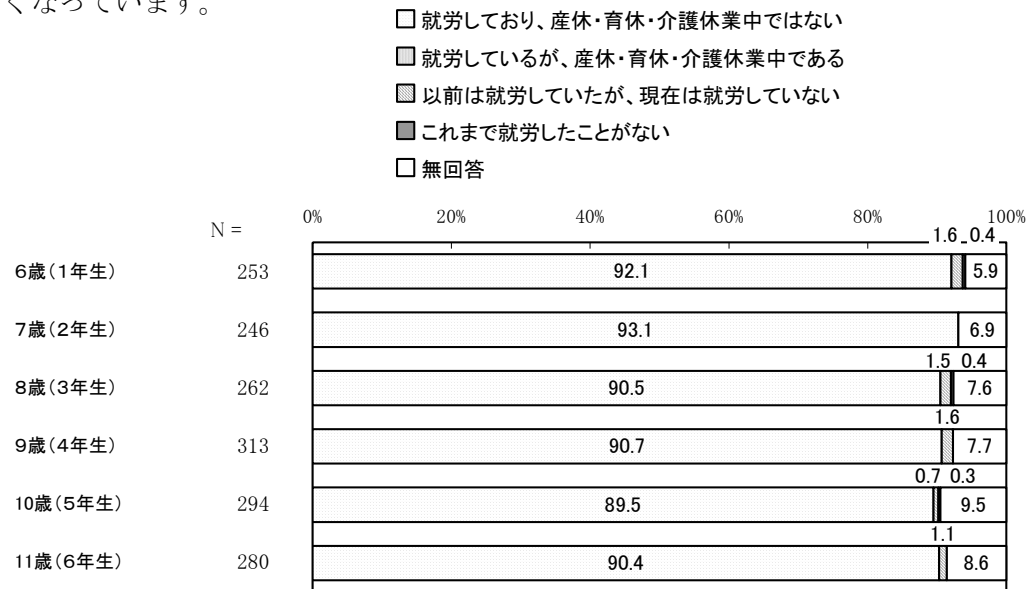 くなっています。
就労しており、産休・育休・介護休業中ではない
就労しているが、産休・育休・介護休業中である
以前は就労していたが、現在は就労していない
これまで就労したことがない
無回答
N =
0% 20% 40% 60% 80% 100%
1.6 0.4
6歳(1年生) 253 92.1 5.9
7歳(2年生) 246 93.1 6.9
1.5 0.4
8歳(3年生) 262 90.5 7.6
1.6
9歳(4年生) 313 90.7 7.7
0.7 0.3
10歳(5年生) 294 89.5 9.5
1.1
11歳(6年生) 280 90.4 8.6